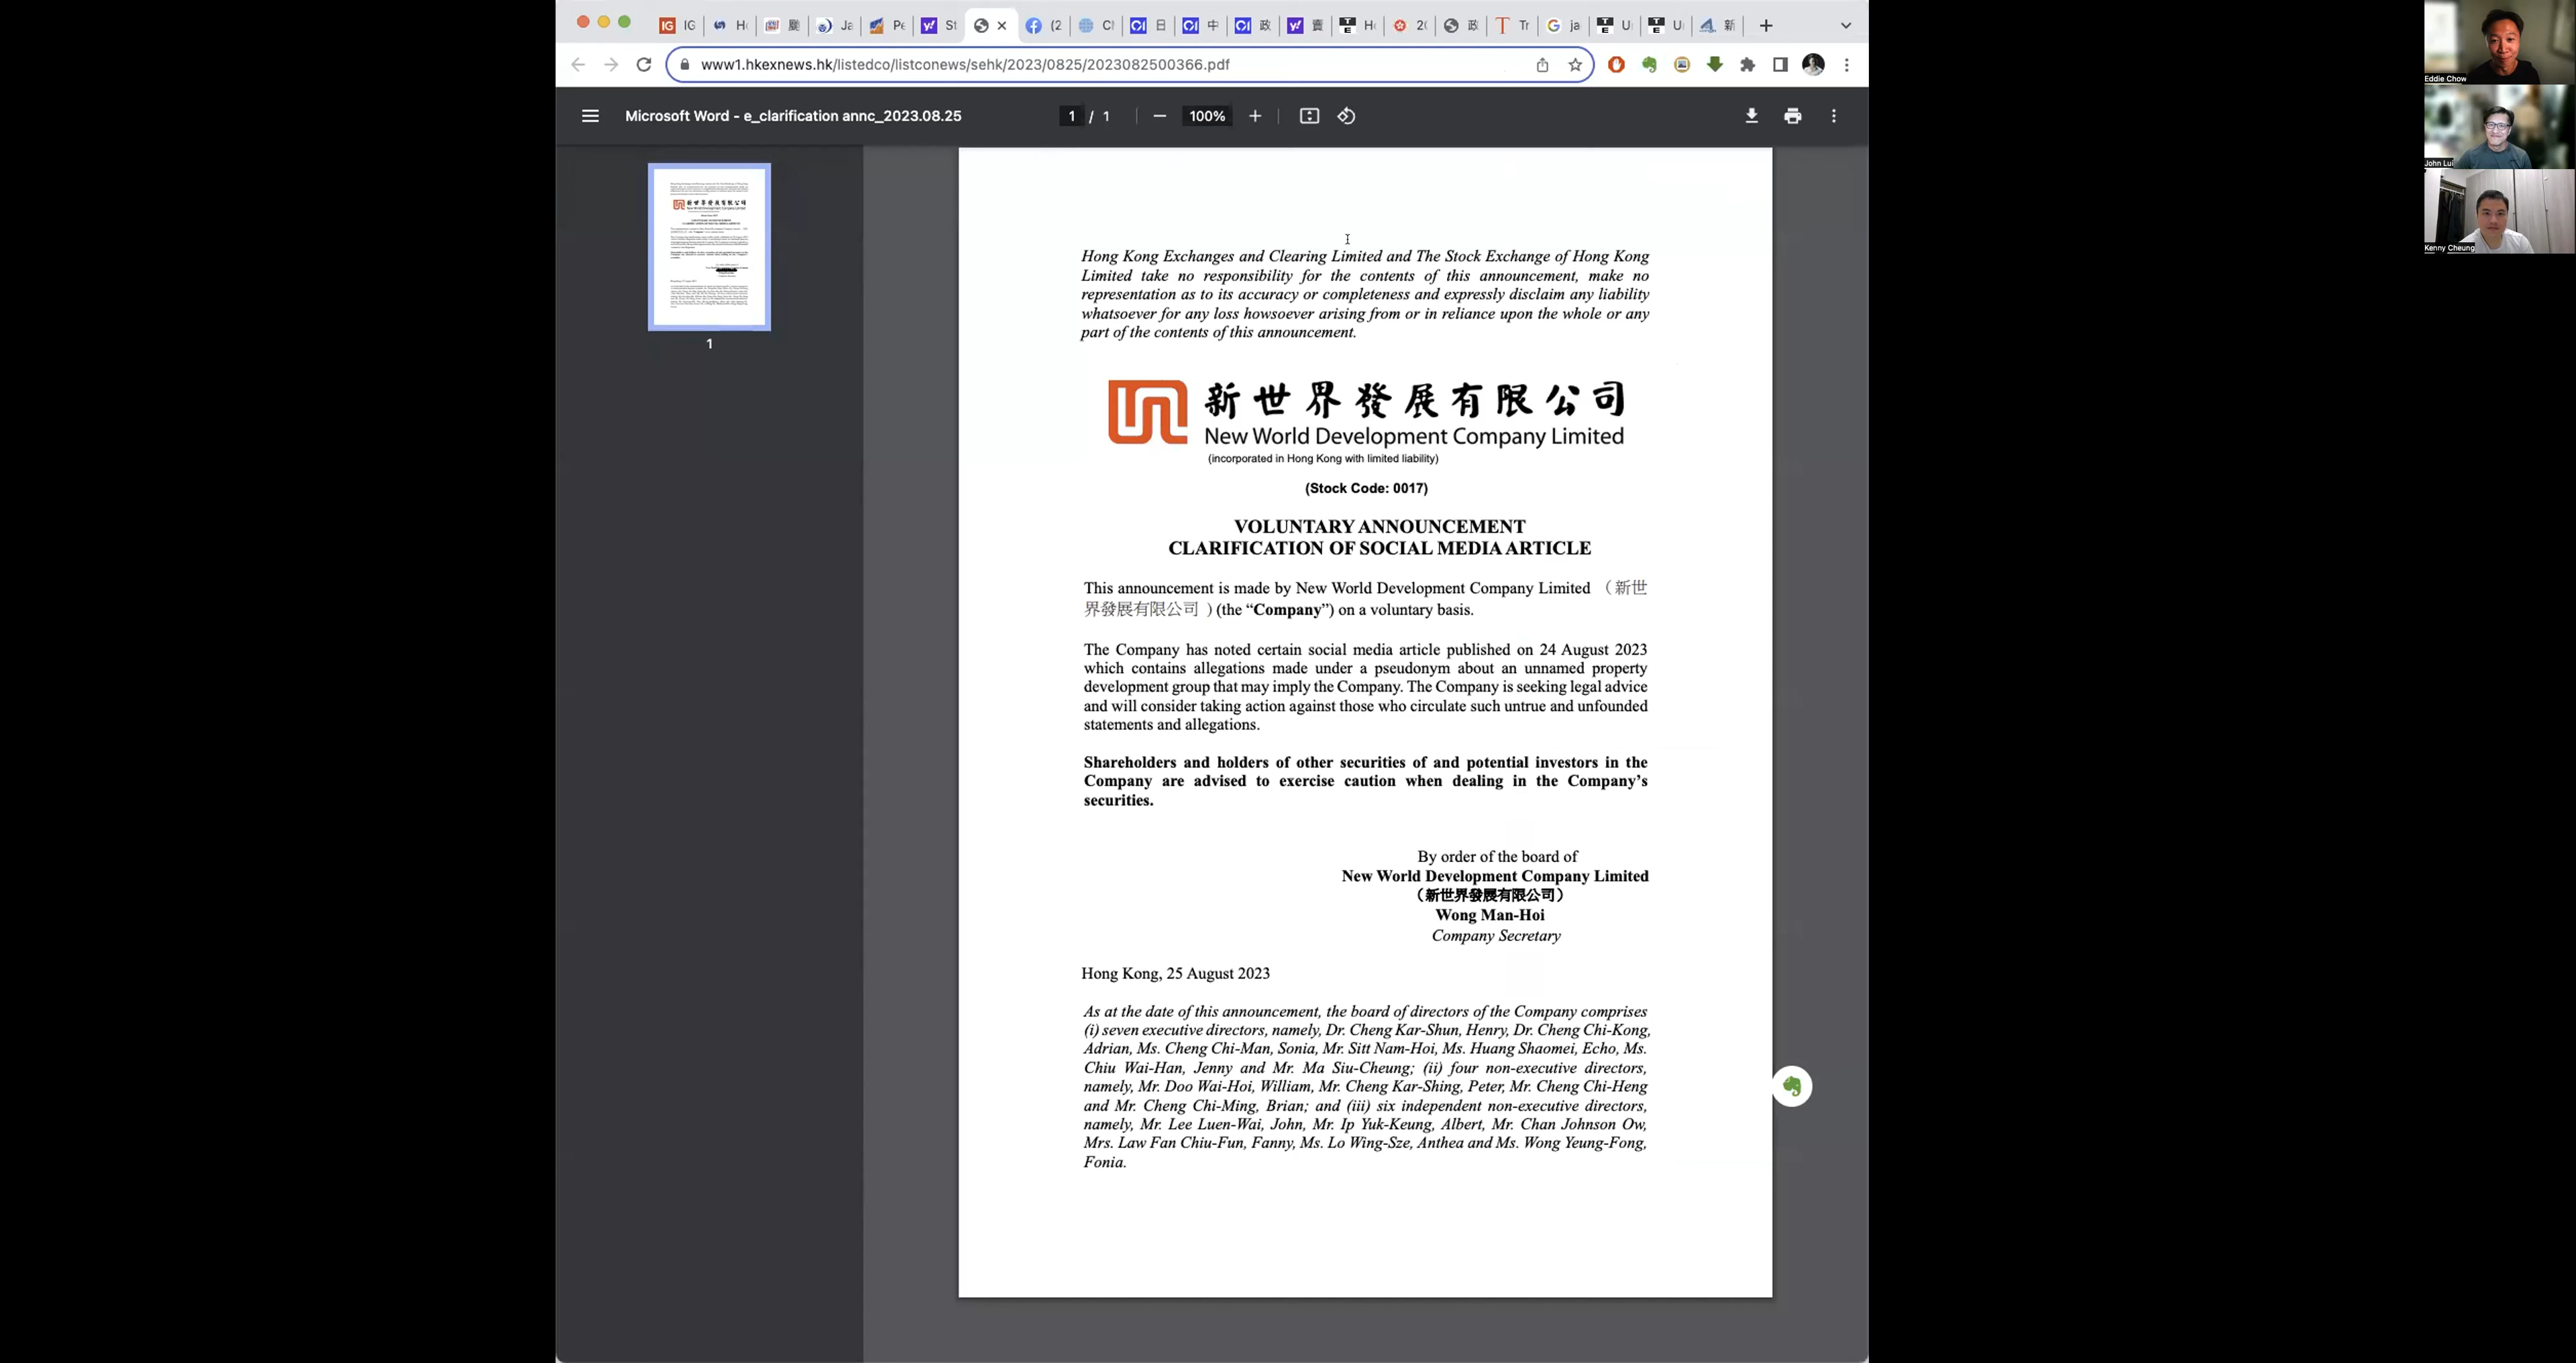 IG
H
Ja
Pe
St
(2
Cl
日
中
政
H
2
政
Tr
ja
U
U
新
www1.hkexnews.hk/listedco/listconews/sehk/2023/0825/2023082500366.pdf
Microsoft Word - e_clarification annc_2023.08.25
1 / 1
100%
1
Hong Kong Exchanges and Clearing Limited and The Stock Exchange of Hong Kong
Limited take no responsibility for the contents of this announcement, make no
representation as to its accuracy or completeness and expressly disclaim any liability
whatsoever for any loss howsoever arising from or in reliance upon the whole or any
part of the contents of this announcement.
新世界發展有限公司
New World Development Company Limited
(incorporated in Hong Kong with limited liability)
(Stock Code: 0017)
VOLUNTARY ANNOUNCEMENT
CLARIFICATION OF SOCIAL MEDIA ARTICLE
This announcement is made by New World Development Company Limited （新世
界發展有限公司）(the “Company”) on a voluntary basis.
The Company has noted certain social media article published on 24 August 2023
which contains allegations made under a pseudonym about an unnamed property
development group that may imply the Company. The Company is seeking legal advice
and will consider taking action against those who circulate such untrue and unfounded
statements and allegations.
Shareholders and holders of other securities of and potential investors in the
Company are advised to exercise caution when dealing in the Company’s
securities.
By order of the board of
New World Development Company Limited
（新世界發展有限公司）
Wong Man-Hoi
Company Secretary
Hong Kong, 25 August 2023
As at the date of this announcement, the board of directors of the Company comprises
(i) seven executive directors, namely, Dr. Cheng Kar-Shun, Henry, Dr. Cheng Chi-Kong,
Adrian, Ms. Cheng Chi-Man, Sonia, Mr. Sitt Nam-Hoi, Ms. Huang Shaomei, Echo, Ms.
Chiu Wai-Han, Jenny and Mr. Ma Siu-Cheung; (ii) four non-executive directors,
namely, Mr. Doo Wai-Hoi, William, Mr. Cheng Kar-Shing, Peter, Mr. Cheng Chi-Heng
and Mr. Cheng Chi-Ming, Brian; and (iii) six independent non-executive directors,
namely, Mr. Lee Luen-Wai, John, Mr. Ip Yuk-Keung, Albert, Mr. Chan Johnson Ow,
Mrs. Law Fan Chiu-Fun, Fanny, Ms. Lo Wing-Sze, Anthea and Ms. Wong Yeung-Fong,
Fonia.
Eddie Chow
John Lui
Kenny Cheung